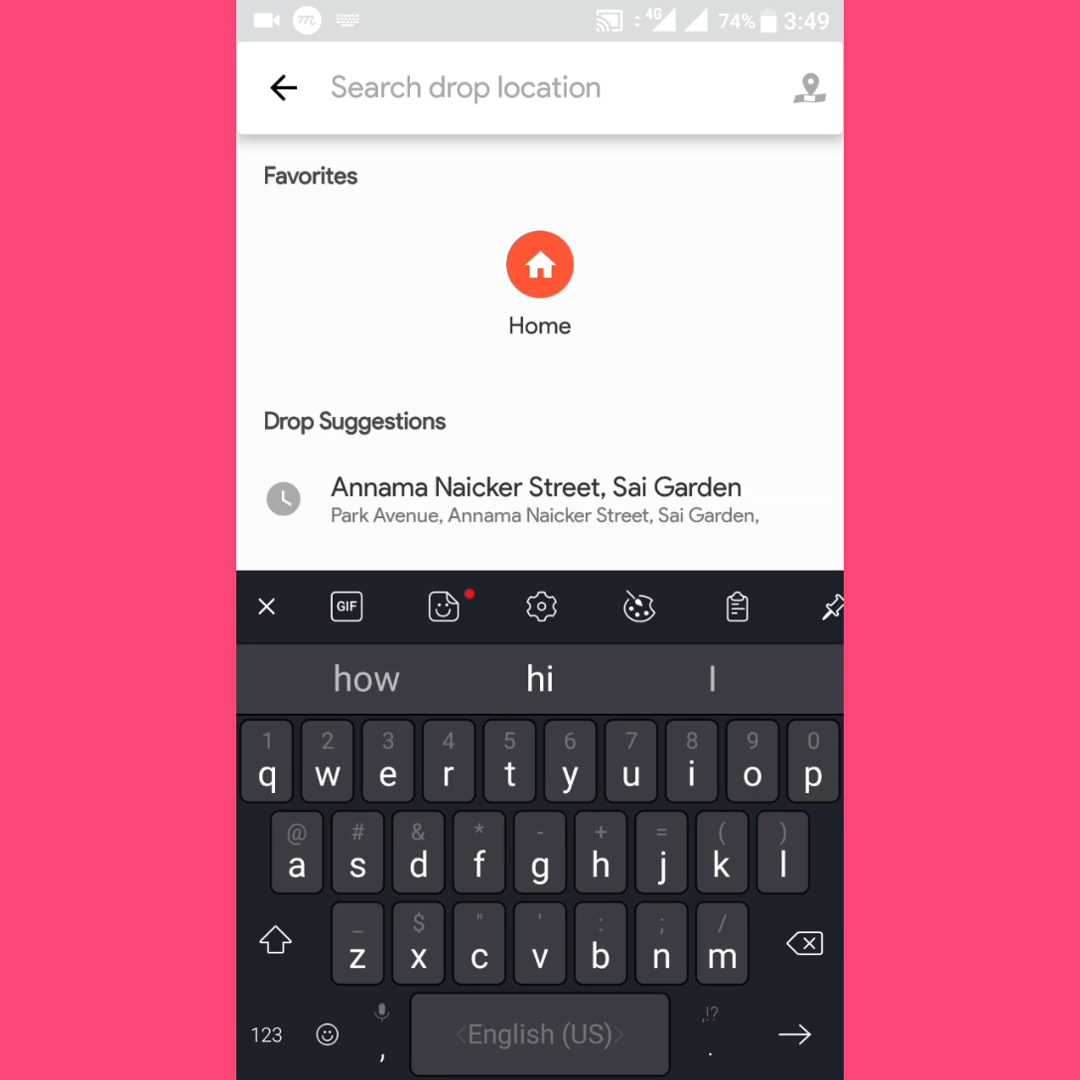 m 4G 74% 3:49
Search drop location
Favorites
Home
Drop Suggestions
Annama Naicker Street, Sai Garden
Park Avenue, Annama Naicker Street, Sai Garden,
GIF
how hi I
1 2 3 4 5 6 7 8 9 0
q w e r t y u i o p
@ # & * - + = ( )
a s d f g h j k l
_ $ " ' : ; /
z x c v b n m
,!?
123 , <English (US)> .